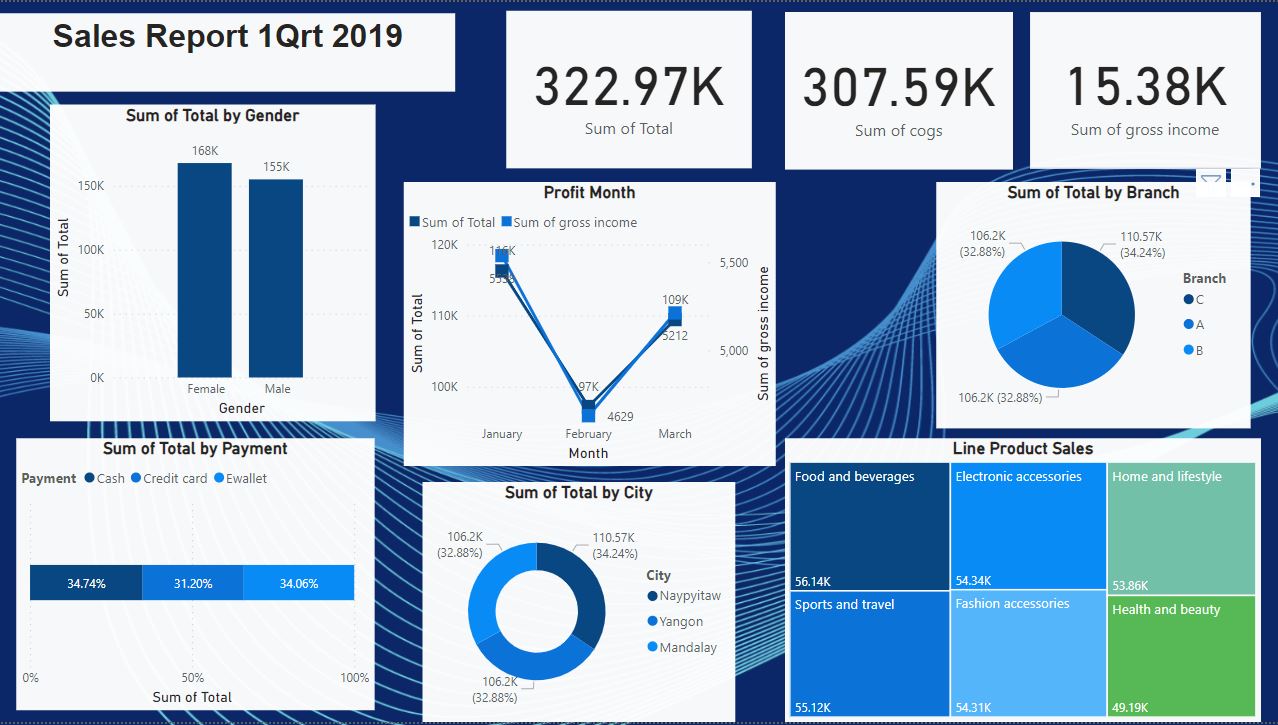 Sales Report 1Qrt 2019
322.97K
Sum of Total
307.59K
Sum of cogs
15.38K
Sum of gross income
Sum of Total by Gender
168K
155K
150K
100K
50K
0K
Sum of Total
Female
Male
Gender
Profit Month
Sum of Total
Sum of gross income
120K
110K
100K
Sum of Total
116K
97K
4629
109K
5212
5,500
5,000
Sum of gross income
January
February
March
Month
Sum of Total by Branch
106.2K
(32.88%)
110.57K
(34.24%)
106.2K (32.88%)
Branch
C
A
B
Sum of Total by Payment
Payment
Cash
Credit card
Ewallet
34.74%
31.20%
34.06%
0%
50%
100%
Sum of Total
Sum of Total by City
106.2K
(32.88%)
110.57K
(34.24%)
106.2K
(32.88%)
City
Naypyitaw
Yangon
Mandalay
Line Product Sales
Food and beverages
56.14K
Electronic accessories
54.34K
Home and lifestyle
53.86K
Sports and travel
55.12K
Fashion accessories
54.31K
Health and beauty
49.19K